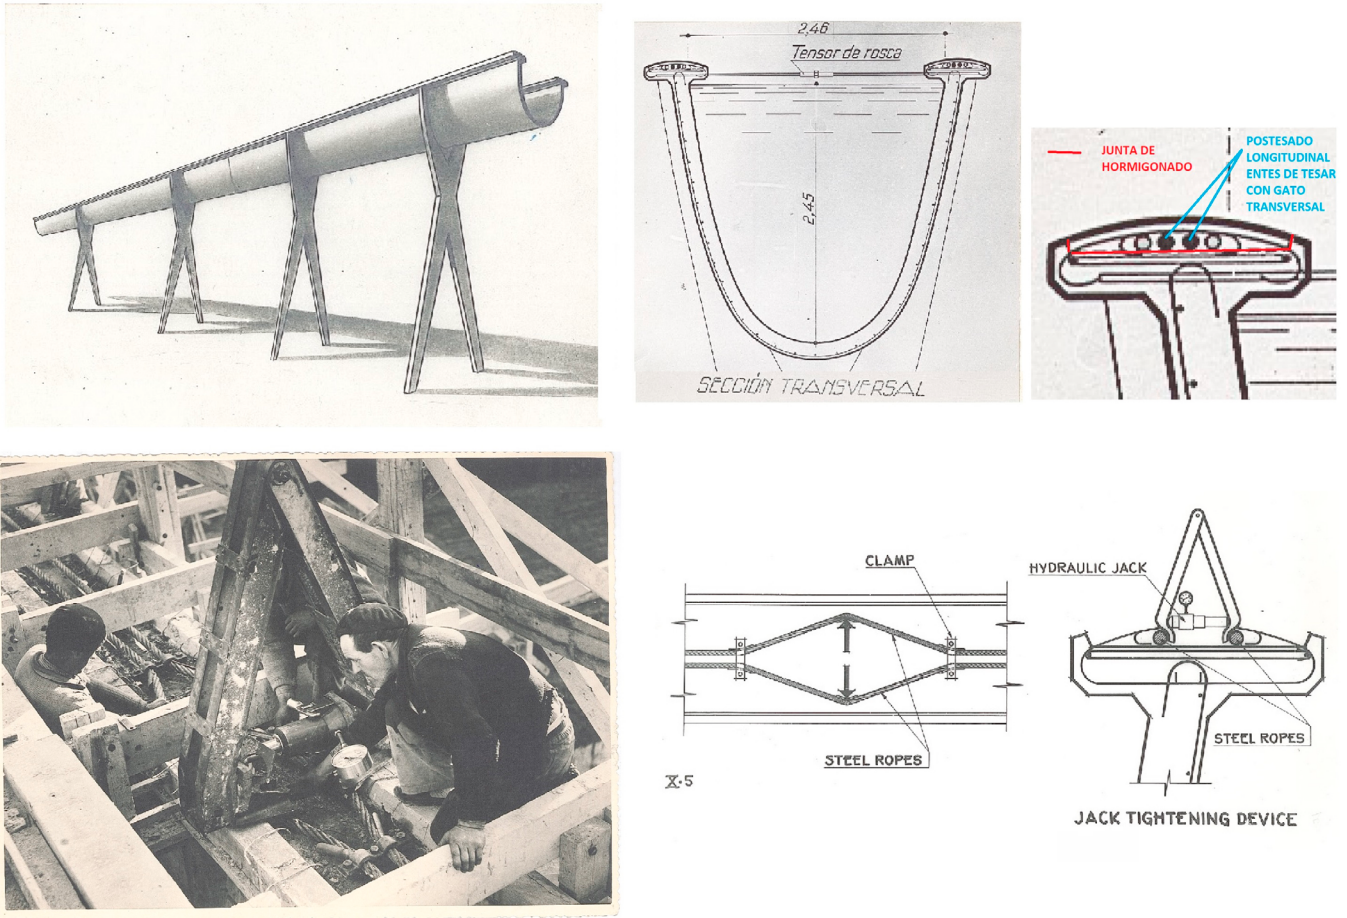 2,46
Tensor de rosca
2,45
SECCIÓN TRANSVERSAL
JUNTA DE
HORMIGONADO
POSTESADO
LONGITUDINAL
ENTES DE TESAR
CON GATO
TRANSVERSAL
CLAMP
STEEL ROPES
X-5
HYDRAULIC JACK
STEEL ROPES
JACK TIGHTENING DEVICE